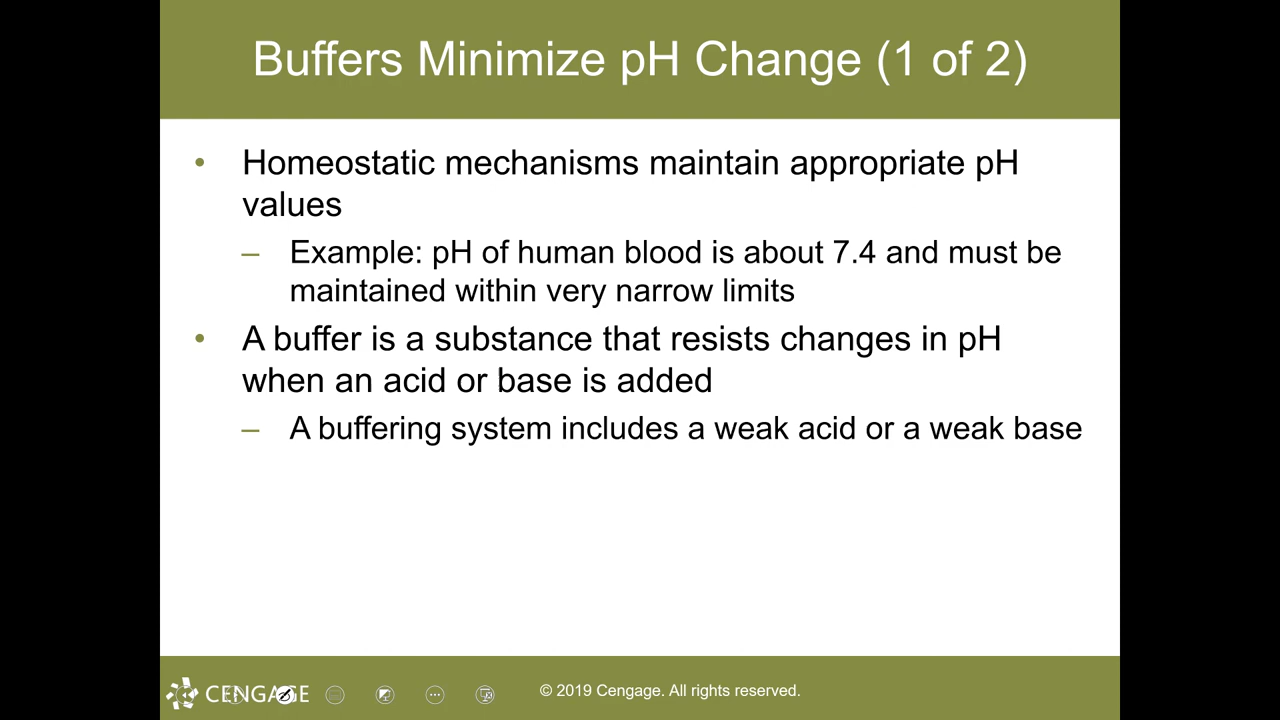 Buffers Minimize pH Change (1 of 2)
• Homeostatic mechanisms maintain appropriate pH
values
– Example: pH of human blood is about 7.4 and must be
maintained within very narrow limits
• A buffer is a substance that resists changes in pH
when an acid or base is added
– A buffering system includes a weak acid or a weak base
CENGAGE
© 2019 Cengage. All rights reserved.